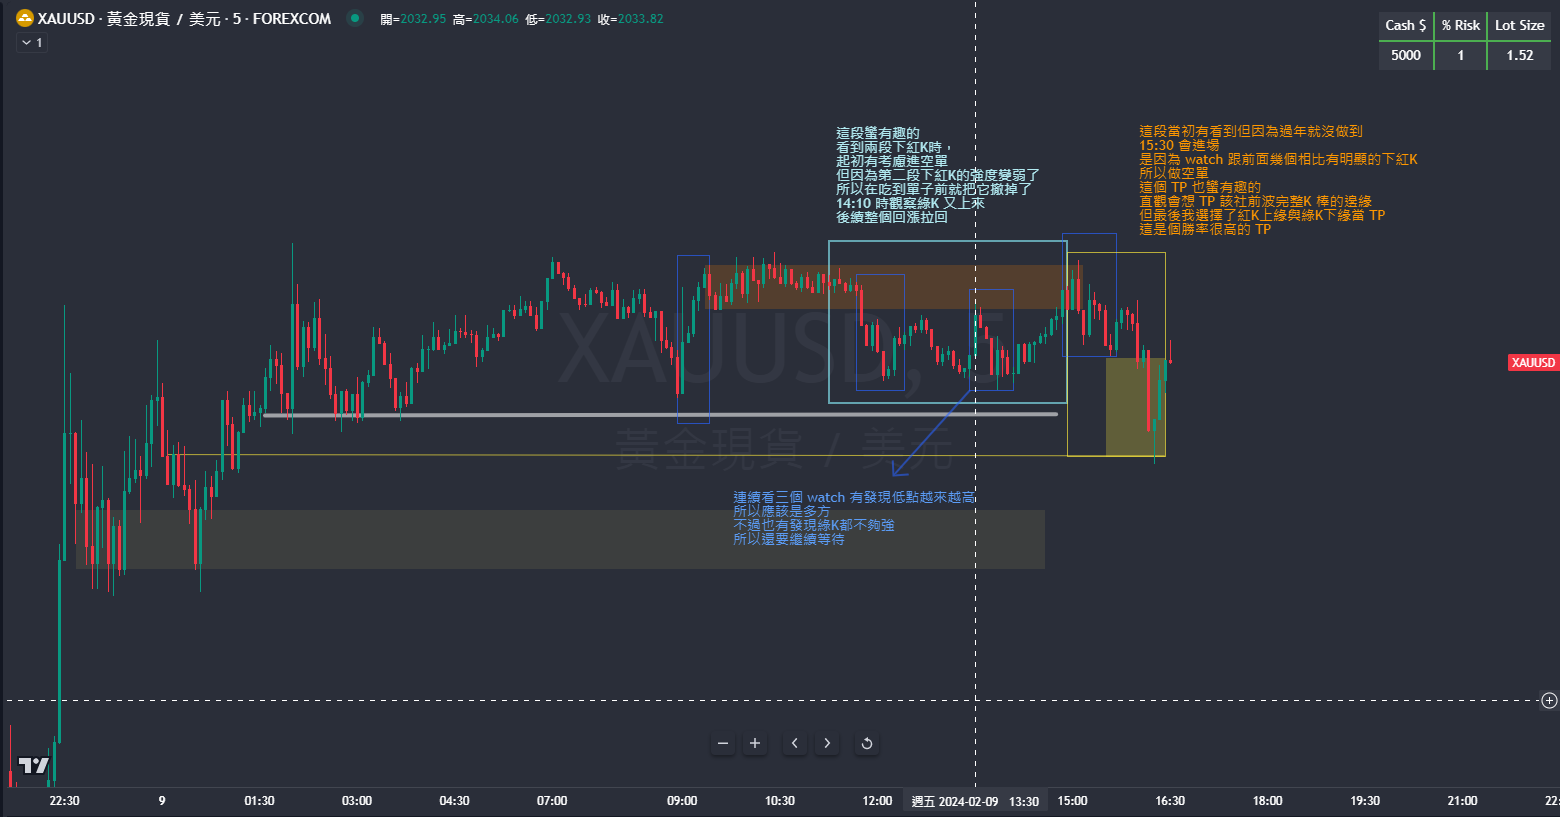 XAUUSD · 黃金現貨 / 美元 · 5 · FOREXCOM 開=2032.95 高=2034.06 低=2032.93 收=2033.82
1
Cash $ % Risk Lot Size
5000 1 1.52
這段蠻有趣的
看到兩段下紅K時，
起初有考慮進空單
但因為第二段下紅K的強度變弱了
所以在吃到單子前就把它撤掉了
14:10 時觀察綠K 又上來
後續整個回漲拉回
這段當初有看到但因為過年就沒做到
15:30 會進場
是因為 watch 跟前面幾個相比有明顯的下紅K
所以做空單
這個 TP 也蠻有趣的
直觀會想 TP 該社前波完整K 棒的邊緣
但最後我選擇了紅K上緣與綠K下緣當 TP
這是個勝率很高的 TP
XAUUSD, 5
黃金現貨 / 美元
XAUUSD
連續看三個 watch 有發現低點越來越高
所以應該是多方
不過也有發現綠K都不夠強
所以還要繼續等待
22:30 9 01:30 03:00 04:30 07:00 09:00 10:30 12:00 週五 2024-02-09 13:30 15:00 16:30 18:00 19:30 21:00 22: